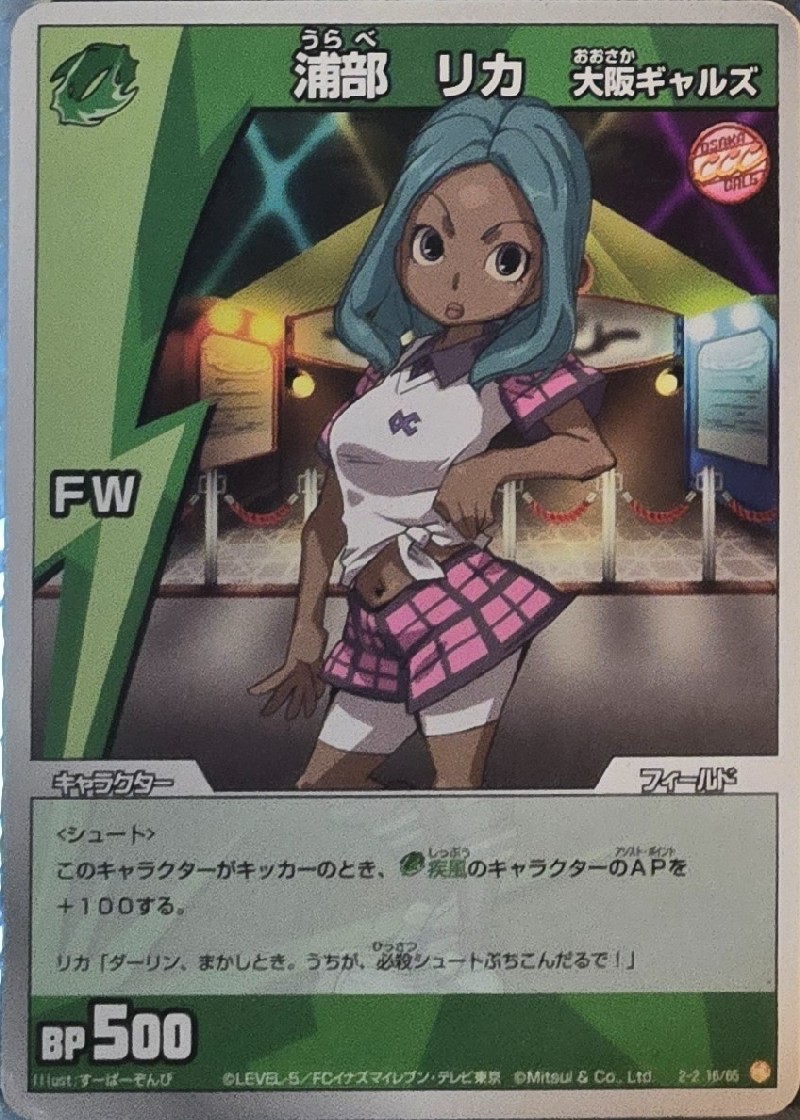 浦部 リカ 大阪ギャルズ
うらべ
おおさか
OSAKA
CCC
GALS
FW
キャラクター
フィールド
<シュート>
このキャラクターがキッカーのとき、疾風のキャラクターのAPを
しっぷう
アシスト・ポイント
+100する。
リカ「ダーリン、まかしとき。うちが、必殺シュートぶちこんだるで！」
ひっさつ
BP500
Illust:すーぱーぞんび
©LEVEL-5/FCイナズマイレブン・テレビ東京 ©Mitsui & Co., Ltd. 2-2 16/65